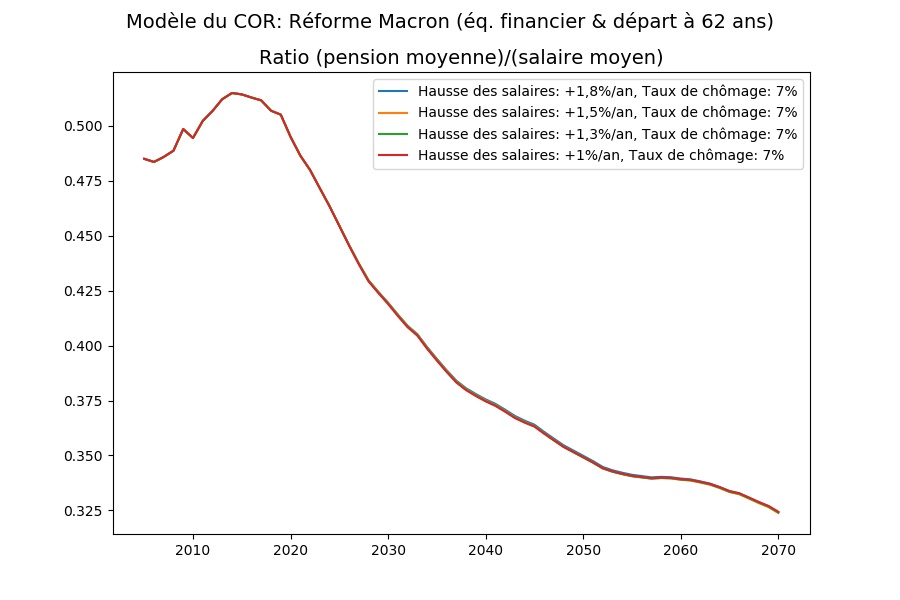 Modèle du COR: Réforme Macron (éq. financier & départ à 62 ans)
Ratio (pension moyenne)/(salaire moyen)
Hausse des salaires: +1,8%/an, Taux de chômage: 7%
Hausse des salaires: +1,5%/an, Taux de chômage: 7%
Hausse des salaires: +1,3%/an, Taux de chômage: 7%
Hausse des salaires: +1%/an, Taux de chômage: 7%
0.500
0.475
0.450
0.425
0.400
0.375
0.350
0.325
2010 2020 2030 2040 2050 2060 2070